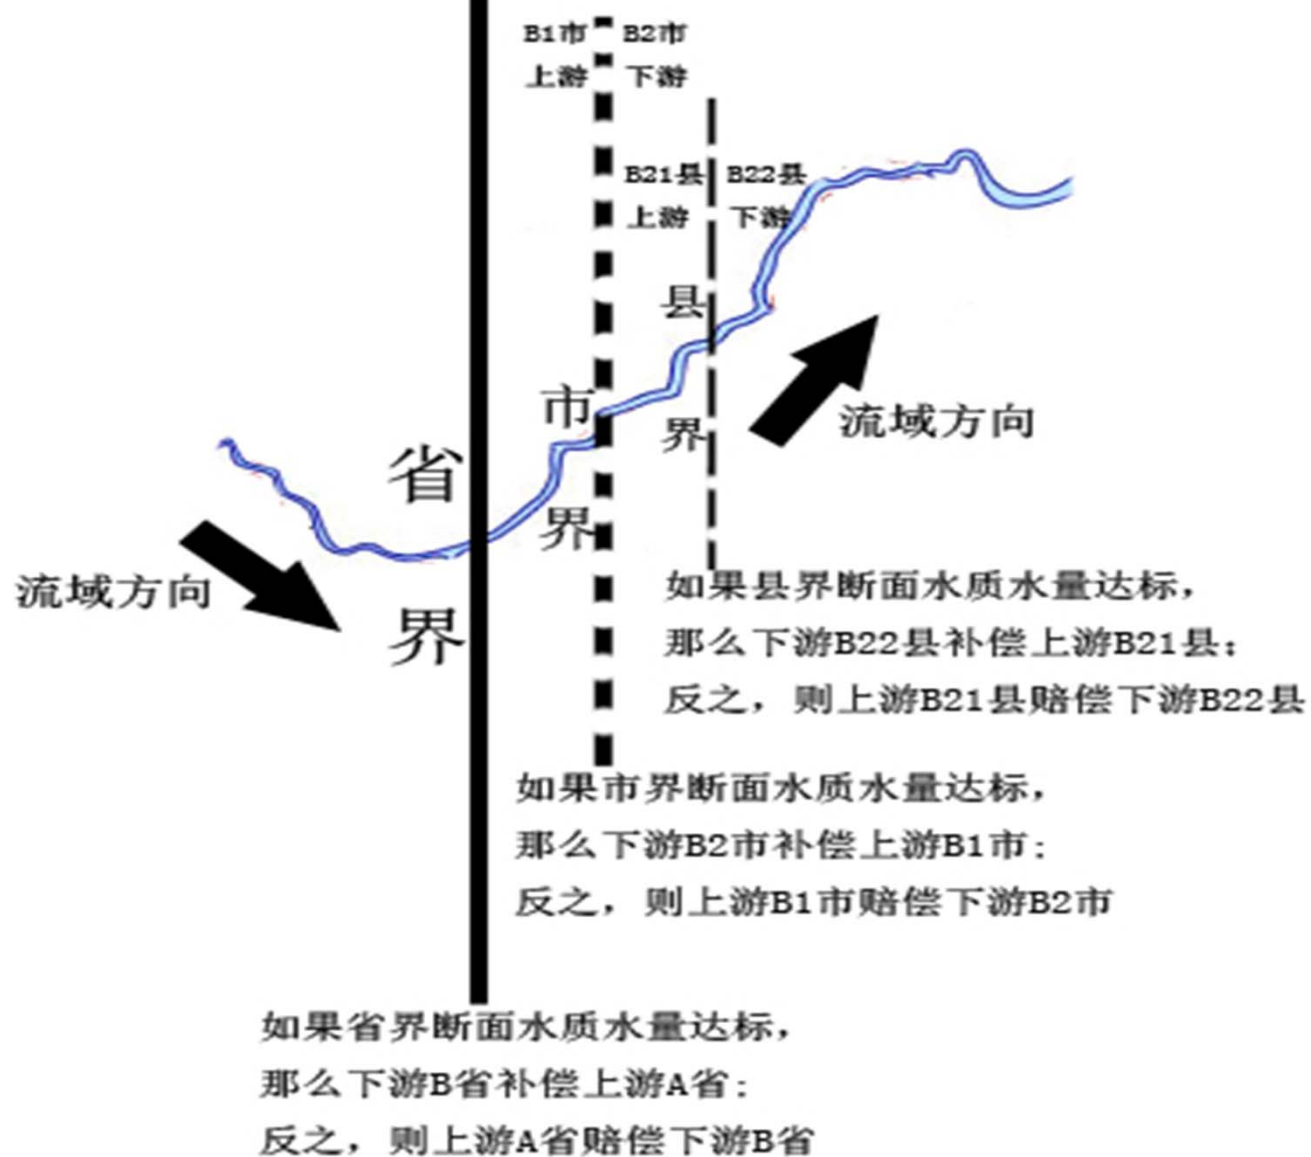 B1市 B2市
上游 下游
B21县 B22县
上游 下游
县
界
市
界
省
界
流域方向
流域方向
如果县界断面水质水量达标，
那么下游B22县补偿上游B21县；
反之，则上游B21县赔偿下游B22县
如果市界断面水质水量达标，
那么下游B2市补偿上游B1市；
反之，则上游B1市赔偿下游B2市
如果省界断面水质水量达标，
那么下游B省补偿上游A省；
反之，则上游A省赔偿下游B省